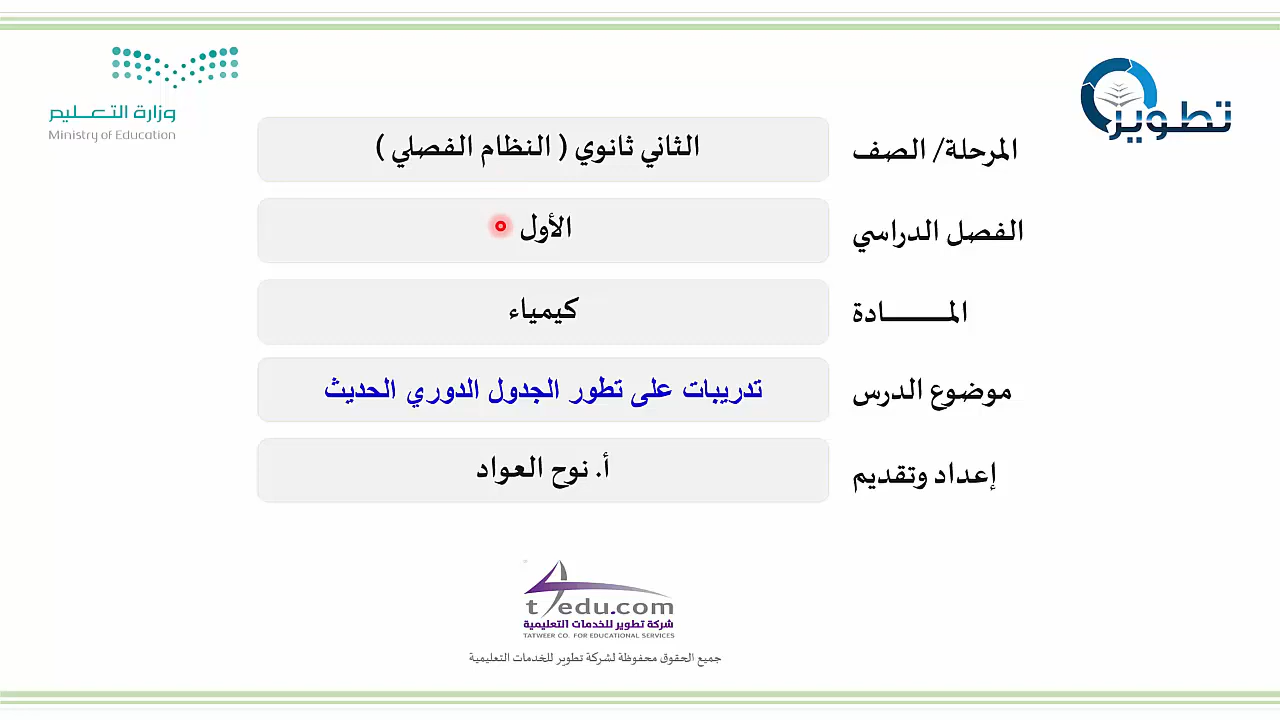 وزارة التعليم
Ministry of Education
تطوير
المرحلة/ الصف
الثاني ثانوي ( النظام الفصلي )
الفصل الدراسي
الأول
المـــــــادة
كيمياء
موضوع الدرس
تدريبات على تطور الجدول الدوري الحديث
إعداد وتقديم
أ. نوح العواد
t4edu.com
شركة تطوير للخدمات التعليمية
TATWEER CO. FOR EDUCATIONAL SERVICES
جميع الحقوق محفوظة لشركة تطوير للخدمات التعليمية